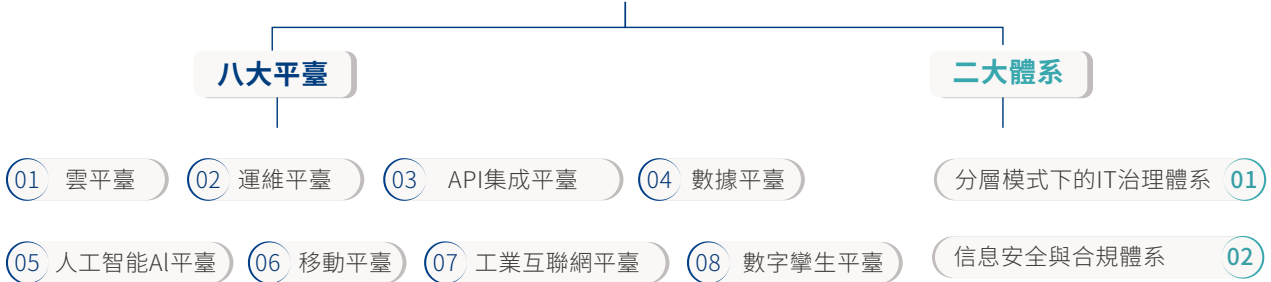 八大平臺
二大體系
01 雲平臺
02 運維平臺
03 API集成平臺
04 數據平臺
分層模式下的IT治理體系 01
05 人工智能AI平臺
06 移動平臺
07 工業互聯網平臺
08 數字孿生平臺
信息安全與合規體系 02